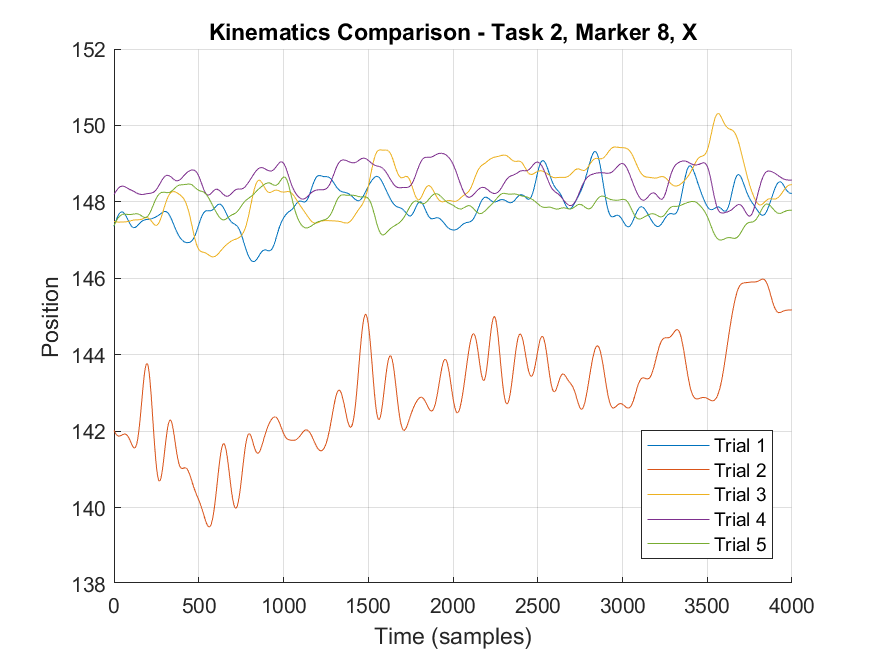 Kinematics Comparison - Task 2, Marker 8, X
152
150
148
146
144
142
140
138
Position
0 500 1000 1500 2000 2500 3000 3500 4000
Time (samples)
Trial 1
Trial 2
Trial 3
Trial 4
Trial 5